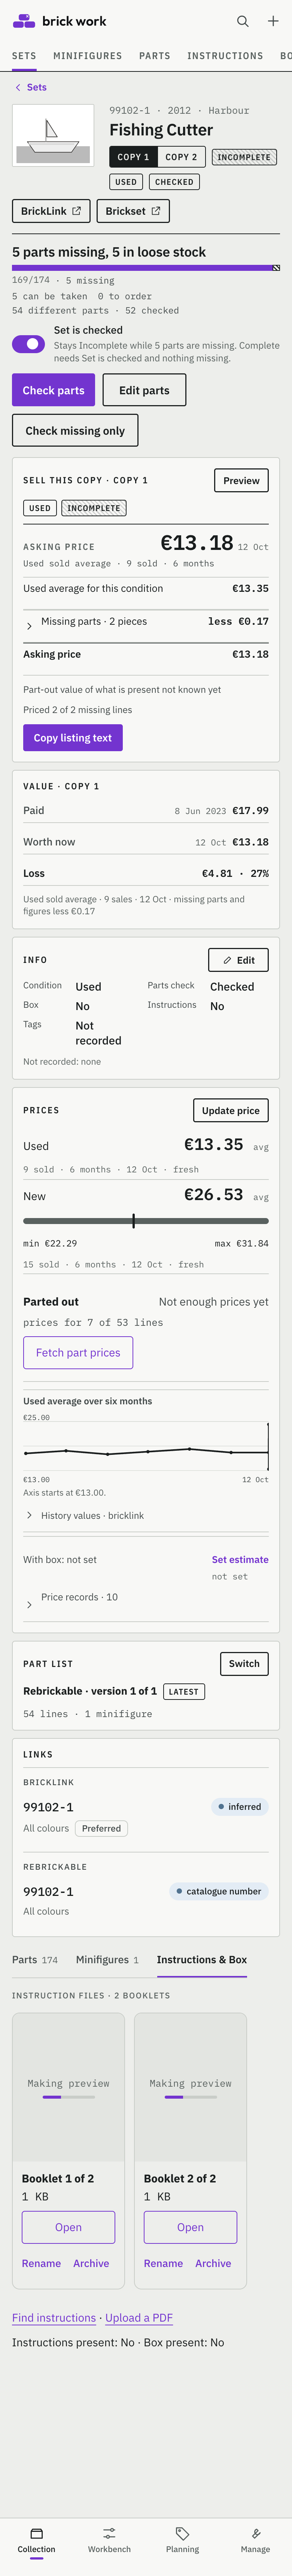 brick work
SETS MINIFIGURES PARTS INSTRUCTIONS BO
Sets
99102-1 · 2012 · Harbour
Fishing Cutter
COPY 1 COPY 2 INCOMPLETE
USED CHECKED
BrickLink Brickset
5 parts missing, 5 in loose stock
169/174 · 5 missing
5 can be taken 0 to order
54 different parts · 52 checked
Set is checked
Stays Incomplete while 5 parts are missing. Complete
needs Set is checked and nothing missing.
Check parts Edit parts
Check missing only
SELL THIS COPY · COPY 1 Preview
USED INCOMPLETE
ASKING PRICE €13.18 12 Oct
Used sold average · 9 sold · 6 months
Used average for this condition €13.35
Missing parts · 2 pieces less €0.17
Asking price €13.18
Part-out value of what is present not known yet
Priced 2 of 2 missing lines
Copy listing text
VALUE · COPY 1
Paid 8 Jun 2023 €17.99
Worth now 12 Oct €13.18
Loss €4.81 · 27%
Used sold average · 9 sales · 12 Oct · missing parts and
figures less €0.17
INFO Edit
Condition Used Parts check Checked
Box No Instructions No
Tags Not
recorded
Not recorded: none
PRICES Update price
Used €13.35 avg
9 sold · 6 months · 12 Oct · fresh
New €26.53 avg
min €22.29 max €31.84
15 sold · 6 months · 12 Oct · fresh
Parted out Not enough prices yet
prices for 7 of 53 lines
Fetch part prices
Used average over six months
€25.00
€13.00 12 Oct
Axis starts at €13.00.
History values · bricklink
With box: not set Set estimate
not set
Price records · 10
PART LIST Switch
Rebrickable · version 1 of 1 LATEST
54 lines · 1 minifigure
LINKS
BRICKLINK
99102-1 inferred
All colours Preferred
REBRICKABLE
99102-1 catalogue number
All colours
Parts 174 Minifigures 1 Instructions & Box
INSTRUCTION FILES · 2 BOOKLETS
Making preview Making preview
Booklet 1 of 2 Booklet 2 of 2
1 KB 1 KB
Open Open
Rename Archive Rename Archive
Find instructions · Upload a PDF
Instructions present: No · Box present: No
Collection Workbench Planning Manage